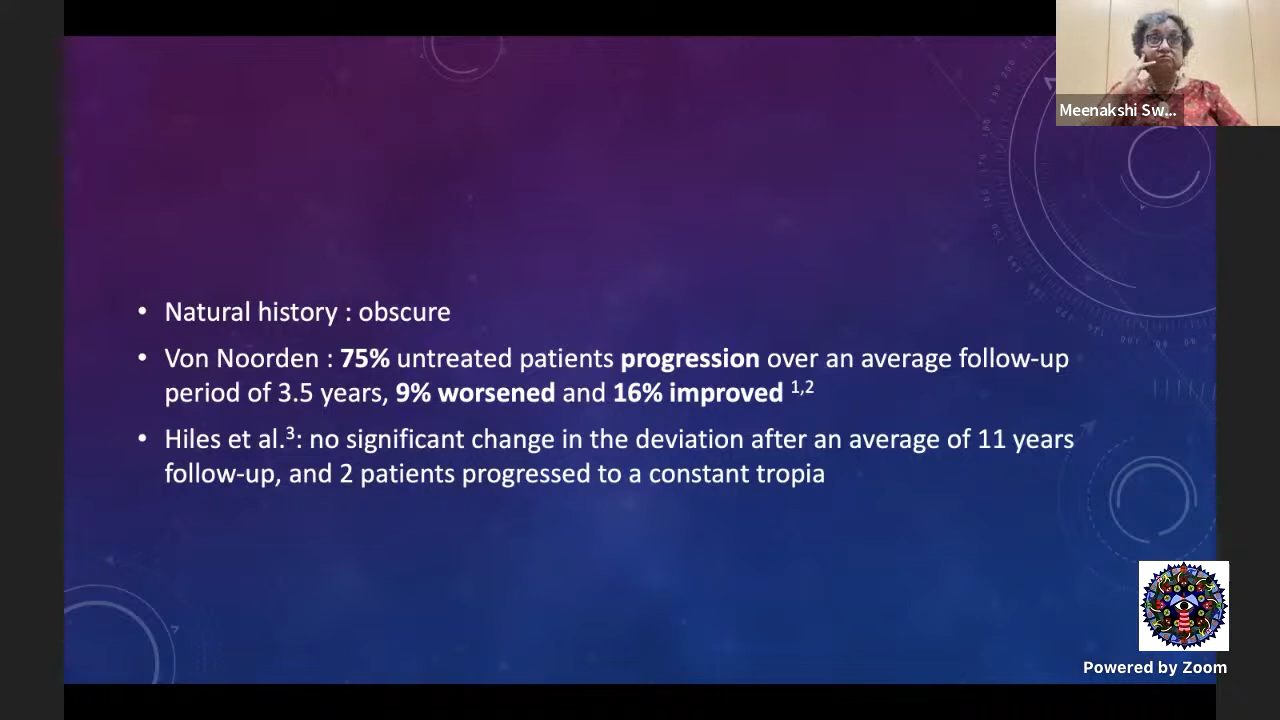 Meenakshi Sw...
• Natural history : obscure
• Von Noorden : 75% untreated patients progression over an average follow-up
period of 3.5 years, 9% worsened and 16% improved 1,2
• Hiles et al.3: no significant change in the deviation after an average of 11 years
follow-up, and 2 patients progressed to a constant tropia
Powered by Zoom